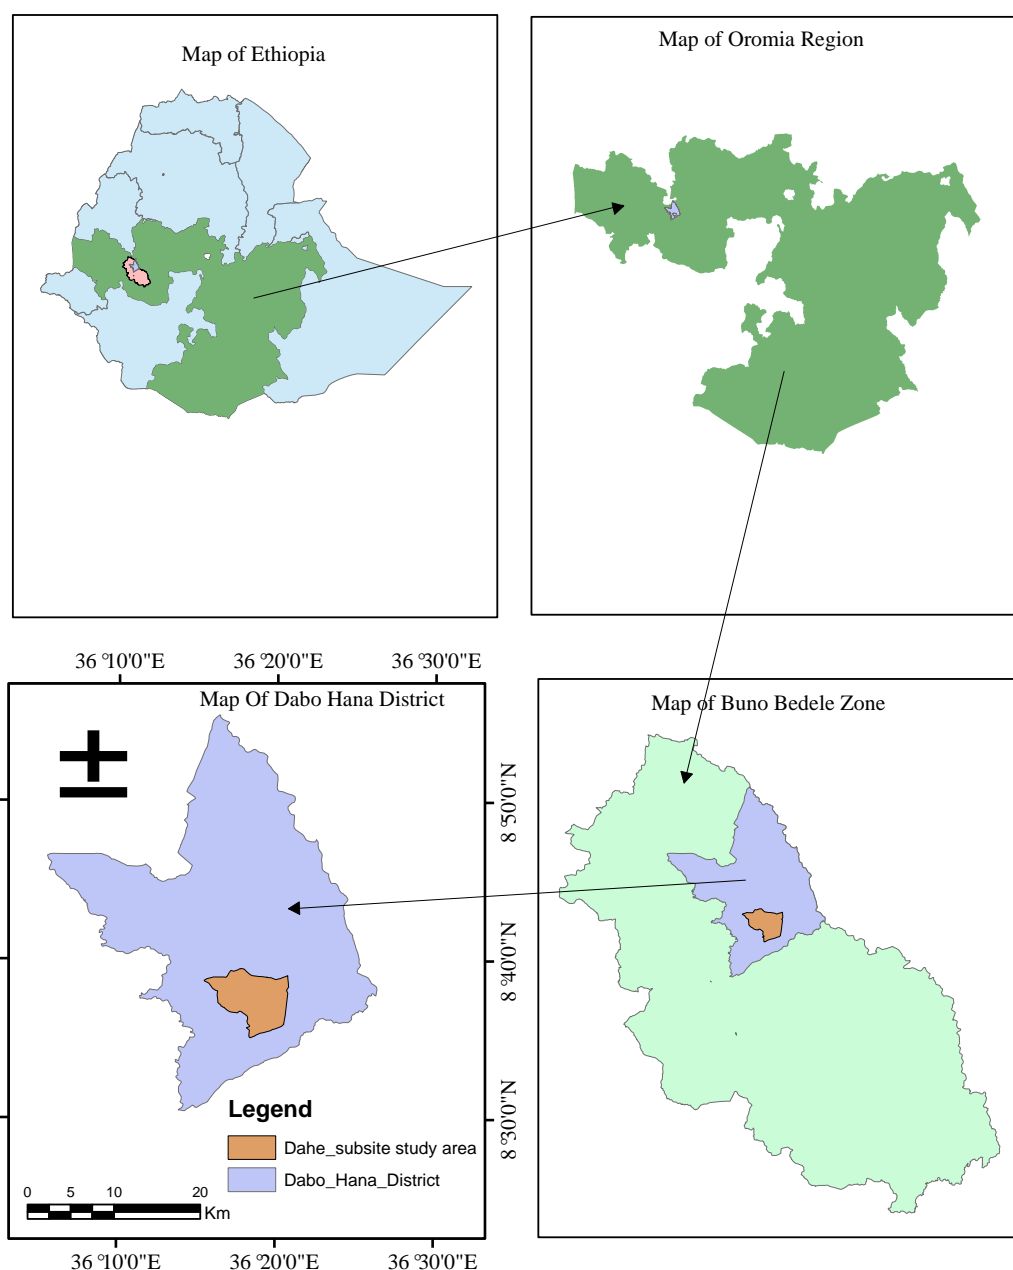 Map of Ethiopia
Map of Oromia Region
36°10'0"E 36°20'0"E 36°30'0"E
Map Of Dabo Hana District
8°50'0"N
8°40'0"N
8°30'0"N
Legend
Dahe_subsite study area
Dabo_Hana_District
0 5 10 20
Km
36°10'0"E 36°20'0"E 36°30'0"E
Map of Buno Bedele Zone